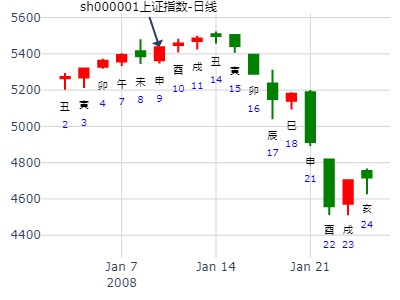 sh000001上证指数-日线
5600
5400
5200
5000
4800
4600
4400
丑
2
寅
3
卯
4
午
7
未
8
申
9
酉
10
戌
11
丑
14
寅
15
卯
16
辰
17
巳
18
申
21
酉
22
戌
23
亥
24
Jan 7
2008
Jan 14
Jan 21